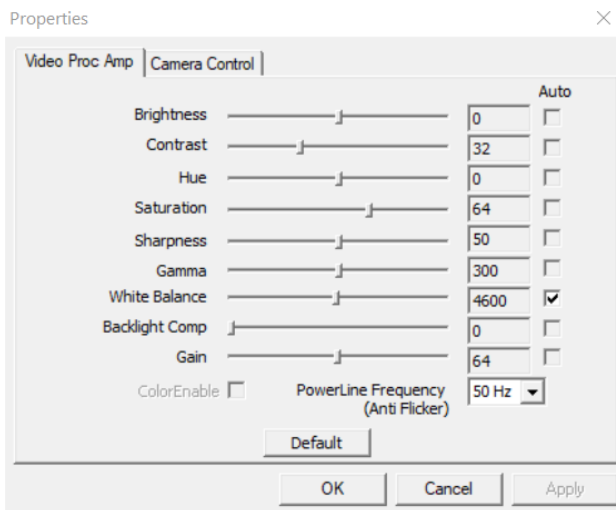 Properties
Video Proc Amp Camera Control
Auto
Brightness 0
Contrast 32
Hue 0
Saturation 64
Sharpness 50
Gamma 300
White Balance 4600
Backlight Comp 0
Gain 64
ColorEnable PowerLine Frequency 50 Hz
(Anti Flicker)
Default
OK Cancel Apply